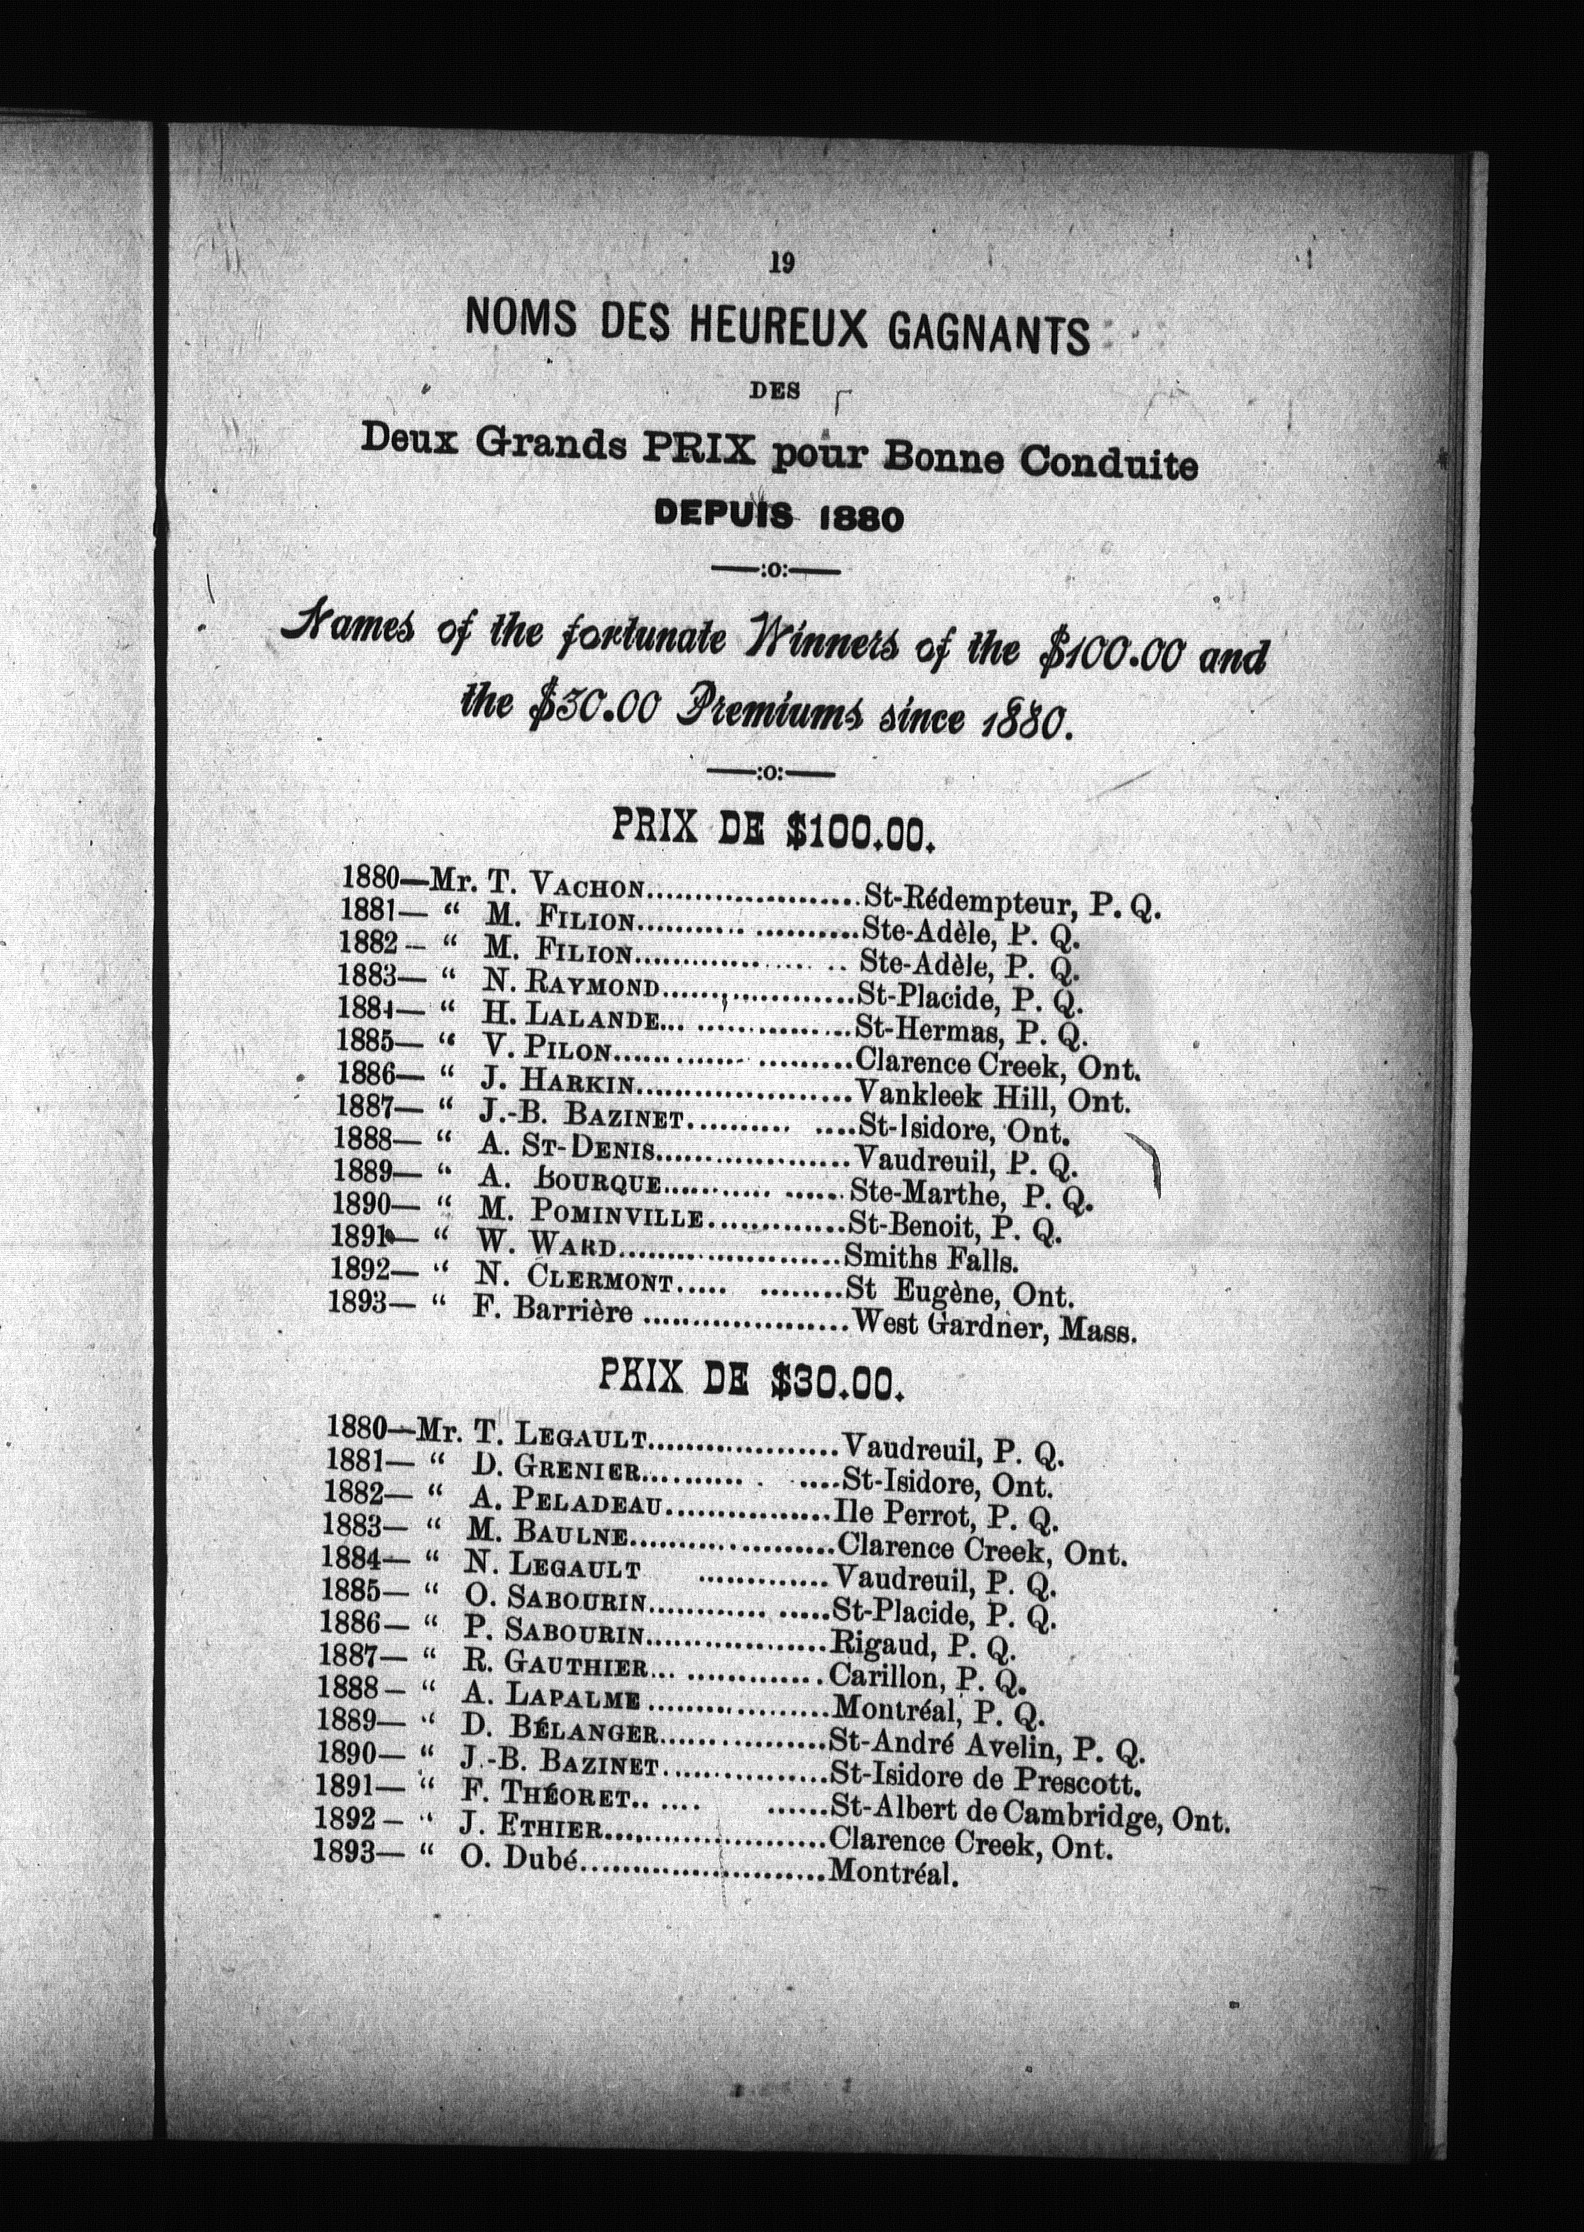 19
NOMS DES HEUREUX GAGNANTS
DES
Deux Grands PRIX pour Bonne Conduite
DEPUIS 1880
——:o:——
Names of the fortunate Winners of the $100.00 and
the $30.00 Premiums since 1880.
——:o:——
PRIX DE $100.00.
1880—Mr. T. VACHON......................St-Rédempteur, P. Q.
1881— “ M. FILION........... ..........Ste-Adèle, P. Q.
1882— “ M. FILION.................. .. Ste-Adèle, P. Q.
1883— “ N. RAYMOND...................St-Placide, P. Q.
1884— “ H. LALANDE... ...............St-Hermas, P. Q.
1885— “ V. PILON............. .........Clarence Creek, Ont.
1886— “ J. HARKIN.....................Vankleek Hill, Ont.
1887— “ J.-B. BAZINET.......... ....St-Isidore, Ont.
1888— “ A. ST-DENIS...................Vaudreuil, P. Q.
1889— “ A. BOURQUE........... ......Ste-Marthe, P. Q.
1890— “ M. POMINVILLE..............St-Benoit, P. Q.
1891— “ W. WARD......................Smiths Falls.
1892— “ N. CLERMONT..... ........St Eugène, Ont.
1893— “ F. Barrière ....................West Gardner, Mass.
PRIX DE $30.00.
1880—Mr. T. LEGAULT...................Vaudreuil, P. Q.
1881— “ D. GRENIER.......... . ....St-Isidore, Ont.
1882— “ A. PELADEAU................Ile Perrot, P. Q.
1883— “ M. BAULNE....................Clarence Creek, Ont.
1884— “ N. LEGAULT .............Vaudreuil, P. Q.
1885— “ O. SABOURIN............ .....St-Placide, P. Q.
1886— “ P. SABOURIN..................Rigaud, P. Q.
1887— “ R. GAUTHIER... ..............Carillon, P. Q.
1888— “ A. LAPALME ..................Montréal, P. Q.
1889— “ D. BÉLANGER................St-André Avelin, P. Q.
1890— “ J.-B. BAZINET................St-Isidore de Prescott.
1891— “ F. THÉORET.. .... ......St-Albert de Cambridge, Ont.
1892— “ J. ETHIER......................Clarence Creek, Ont.
1893— “ O. Dubé........................Montréal.